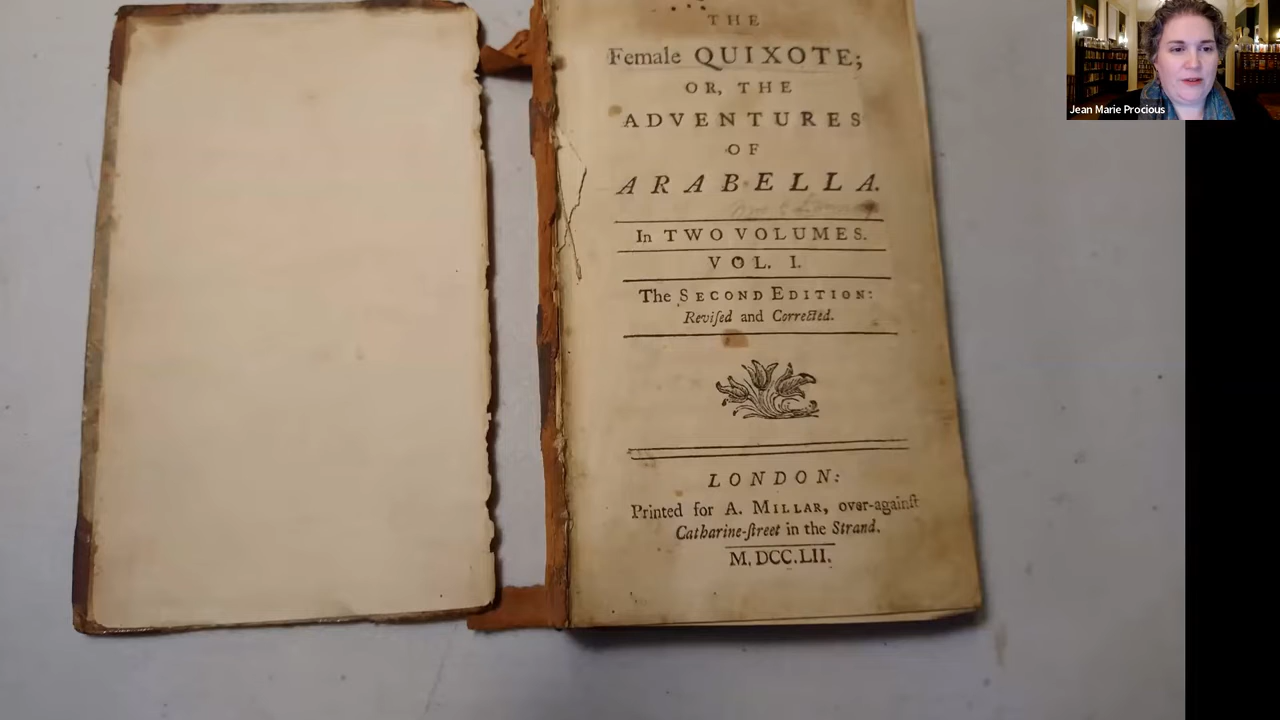 THE
Female QUIXOTE;
OR, THE
ADVENTURES
OF
ARABELLA.
In TWO VOLUMES.
VOL. I.
The SECOND EDITION:
Reviſed and Corrected.
LONDON:
Printed for A. MILLAR, over-againſt
Catharine-ſtreet in the Strand.
M.DCC.LII.
Jean Marie Procious